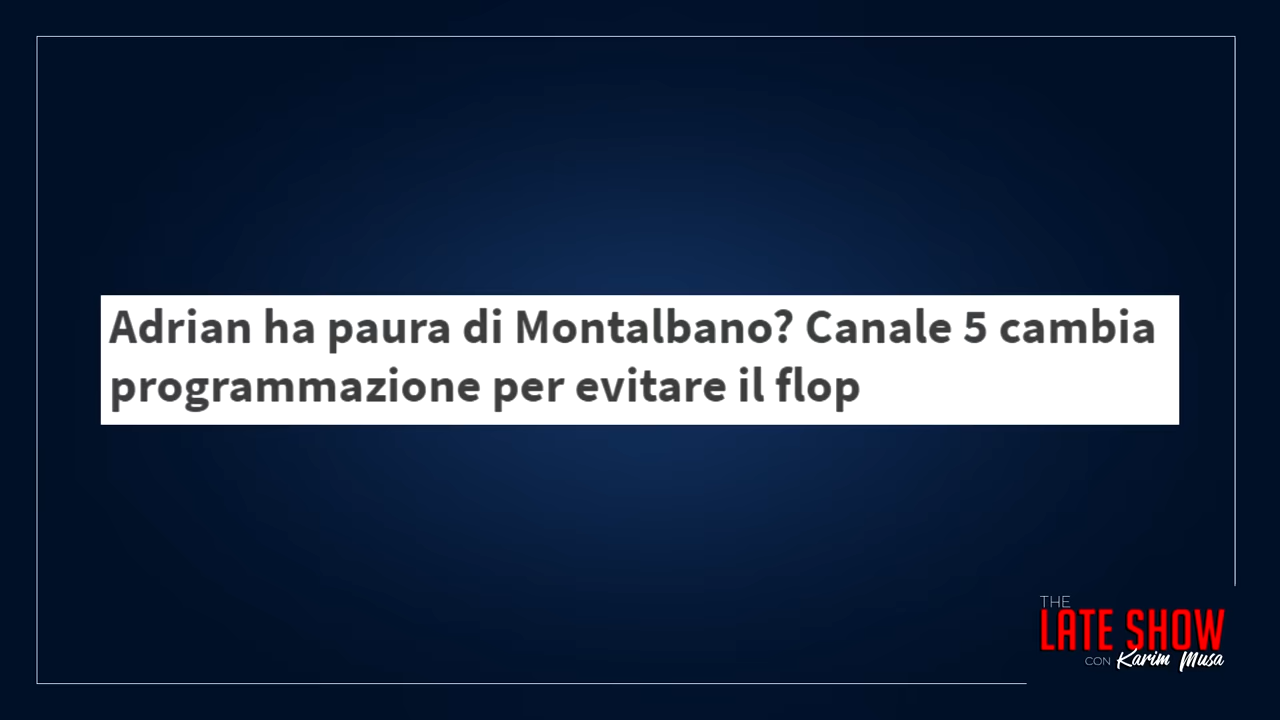 Adrian ha paura di Montalbano? Canale 5 cambia
programmazione per evitare il flop
THE
LATE SHOW
CON Karim Musa